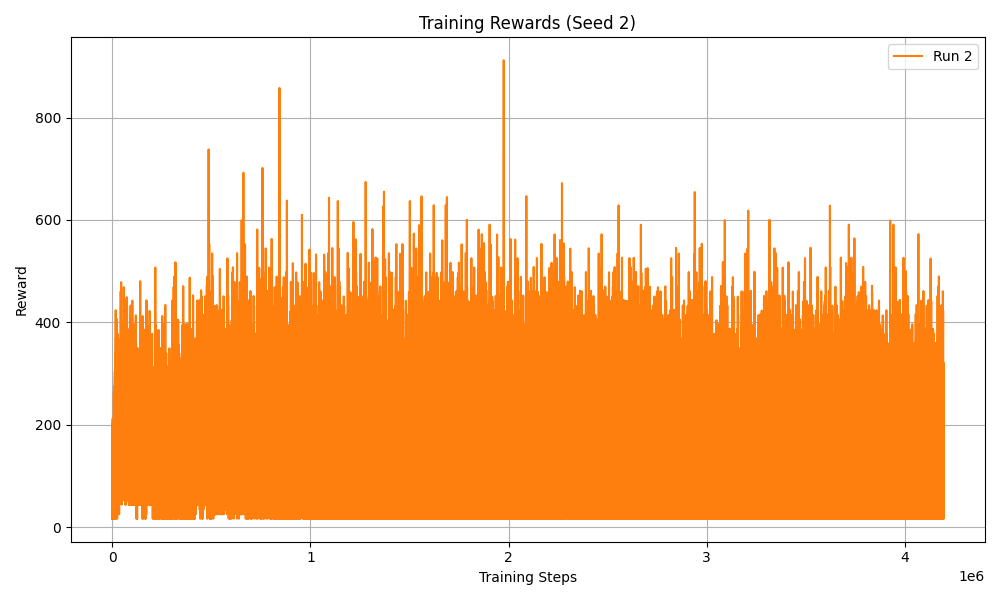 Training Rewards (Seed 2)
Run 2
Reward
800
600
400
200
0
0 1 2 3 4
1e6
Training Steps